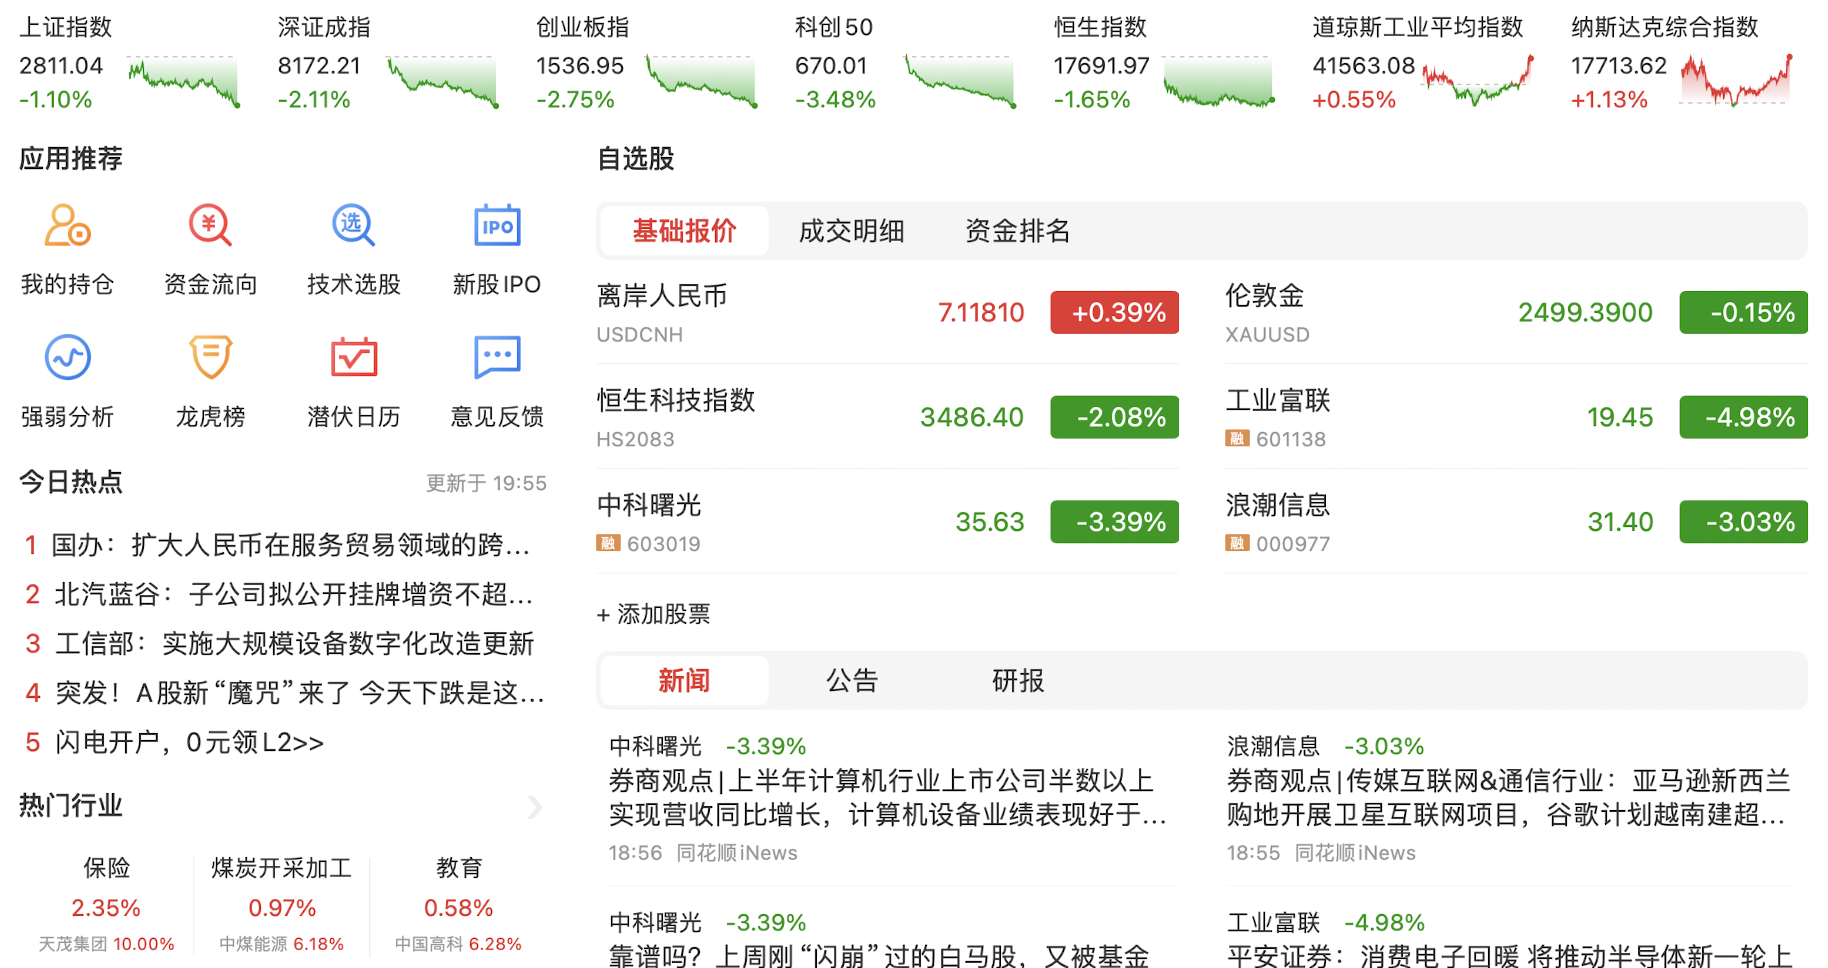 上证指数
2811.04
-1.10%
深证成指
8172.21
-2.11%
创业板指
1536.95
-2.75%
科创50
670.01
-3.48%
恒生指数
17691.97
-1.65%
道琼斯工业平均指数
41563.08
+0.55%
纳斯达克综合指数
17713.62
+1.13%
应用推荐
我的持仓
资金流向
选
技术选股
IPO
新股IPO
强弱分析
龙虎榜
潜伏日历
意见反馈
今日热点
更新于 19:55
1 国办：扩大人民币在服务贸易领域的跨...
2 北汽蓝谷：子公司拟公开挂牌增资不超...
3 工信部：实施大规模设备数字化改造更新
4 突发！A股新“魔咒”来了 今天下跌是这...
5 闪电开户，0元领L2>>
热门行业
保险
2.35%
天茂集团 10.00%
煤炭开采加工
0.97%
中煤能源 6.18%
教育
0.58%
中国高科 6.28%
自选股
基础报价
成交明细
资金排名
离岸人民币
USDCNH
7.11810
+0.39%
伦敦金
XAUUSD
2499.3900
-0.15%
恒生科技指数
HS2083
3486.40
-2.08%
工业富联
融 601138
19.45
-4.98%
中科曙光
融 603019
35.63
-3.39%
浪潮信息
融 000977
31.40
-3.03%
+ 添加股票
新闻
公告
研报
中科曙光 -3.39%
券商观点|上半年计算机行业上市公司半数以上
实现营收同比增长，计算机设备业绩表现好于...
18:56 同花顺iNews
浪潮信息 -3.03%
券商观点|传媒互联网&通信行业：亚马逊新西兰
购地开展卫星互联网项目，谷歌计划越南建超...
18:55 同花顺iNews
中科曙光 -3.39%
靠谱吗？上周刚“闪崩”过的白马股，又被基金
工业富联 -4.98%
平安证券：消费电子回暖 将推动半导体新一轮上